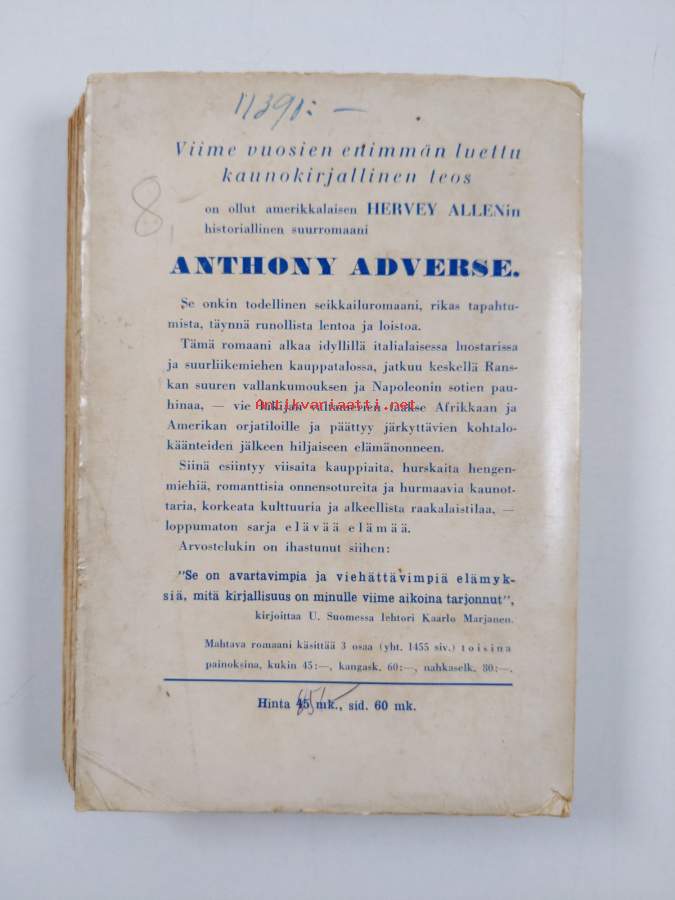 11391: –
8,
Viime vuosien enimmän luettu
kaunokirjallinen teos
on ollut amerikkalaisen HERVEY ALLENin
historiallinen suurromaani
ANTHONY ADVERSE.
Se onkin todellinen seikkailuromaani, rikas tapahtu-
mista, täynnä runollista lentoa ja loistoa.
Tämä romaani alkaa idyllillä italialaisessa luostarissa
ja suurliikemiehen kauppatalossa, jatkuu keskellä Rans-
kan suuren vallankumouksen ja Napoleonin sotien pau-
hinaa, — vie lukijan valtamerien taakse Afrikkaan ja
Antikvariaatti.net
Amerikan orjatiloille ja päättyy järkyttävien kohtalo-
käänteiden jälkeen hiljaiseen elämänonneen.
Siinä esiintyy viisaita kauppiaita, hurskaita hengen-
miehiä, romanttisia onnensotureita ja hurmaavia kaunot-
taria, korkeata kulttuuria ja alkeellista raakalaistilaa, —
loppumaton sarja elävää elämää.
Arvostelukin on ihastunut siihen:
"Se on avartavimpia ja viehättävimpiä elämyk-
siä, mitä kirjallisuus on minulle viime aikoina tarjonnut",
kirjoittaa U. Suomessa lehtori Kaarlo Marjanen.
Mahtava romaani käsittää 3 osaa (yht. 1455 siv.) toisina
painoksina, kukin 45:—, kangask. 60:—, nahkaselk. 80:—.
Hinta 45 mk., sid. 60 mk.